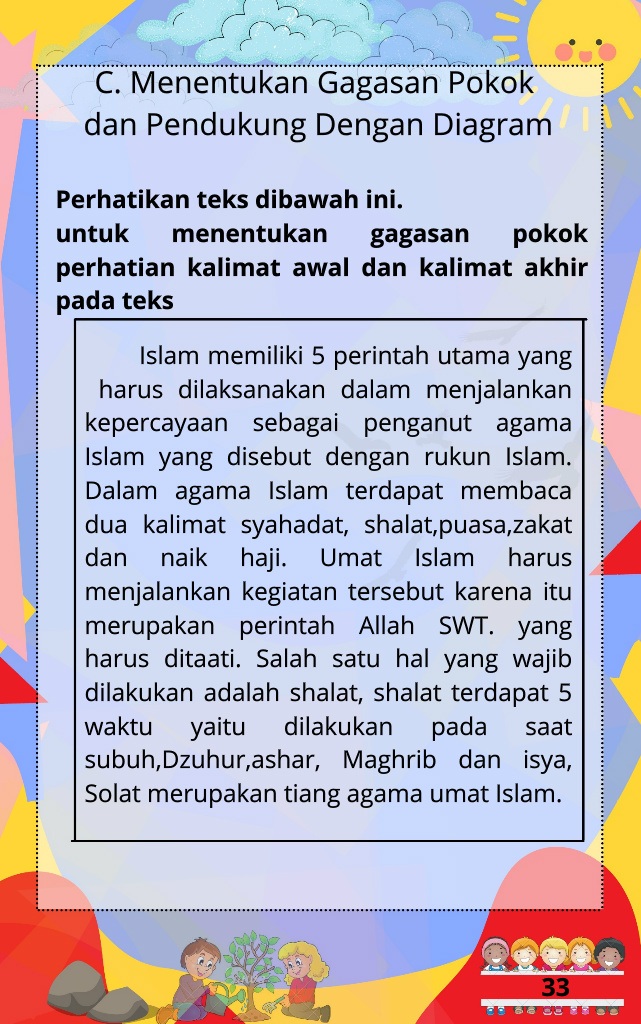 C. Menentukan Gagasan Pokok
dan Pendukung Dengan Diagram
Perhatikan teks dibawah ini.
untuk menentukan gagasan pokok
perhatian kalimat awal dan kalimat akhir
pada teks
Islam memiliki 5 perintah utama yang
harus dilaksanakan dalam menjalankan
kepercayaan sebagai penganut agama
Islam yang disebut dengan rukun Islam.
Dalam agama Islam terdapat membaca
dua kalimat syahadat, shalat,puasa,zakat
dan naik haji. Umat Islam harus
menjalankan kegiatan tersebut karena itu
merupakan perintah Allah SWT. yang
harus ditaati. Salah satu hal yang wajib
dilakukan adalah shalat, shalat terdapat 5
waktu yaitu dilakukan pada saat
subuh,Dzuhur,ashar, Maghrib dan isya,
Solat merupakan tiang agama umat Islam.
33